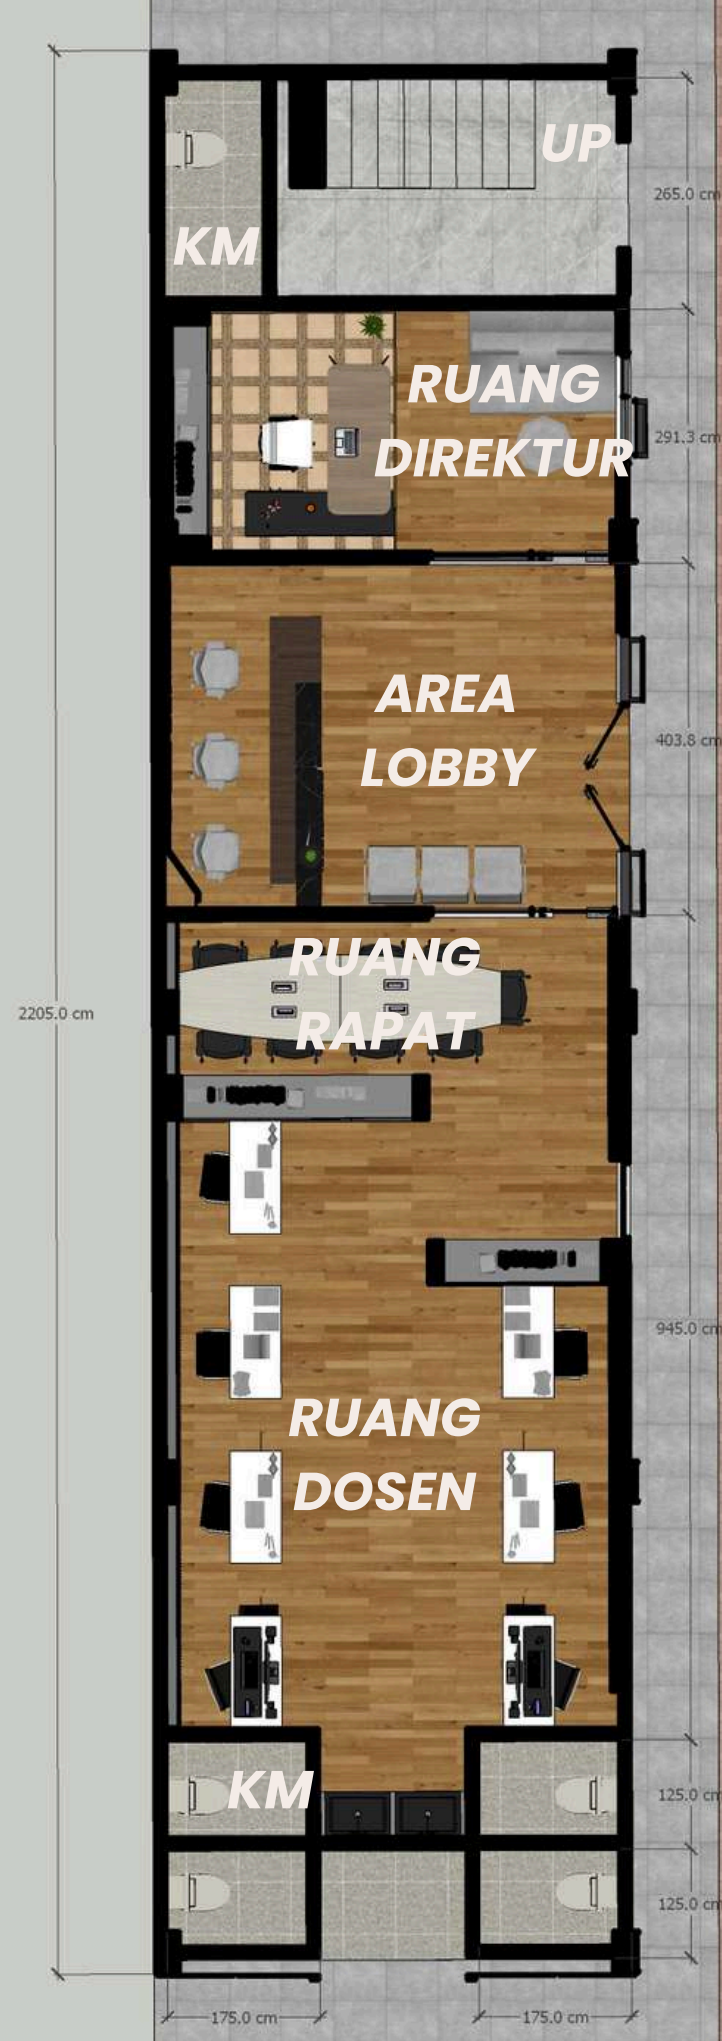 UP
265.0 cm
KM
RUANG
DIREKTUR
291.3 cm
AREA
LOBBY
403.8 cm
RUANG
RAPAT
2205.0 cm
945.0 cm
RUANG
DOSEN
KM
125.0 cm
125.0 cm
175.0 cm
175.0 cm